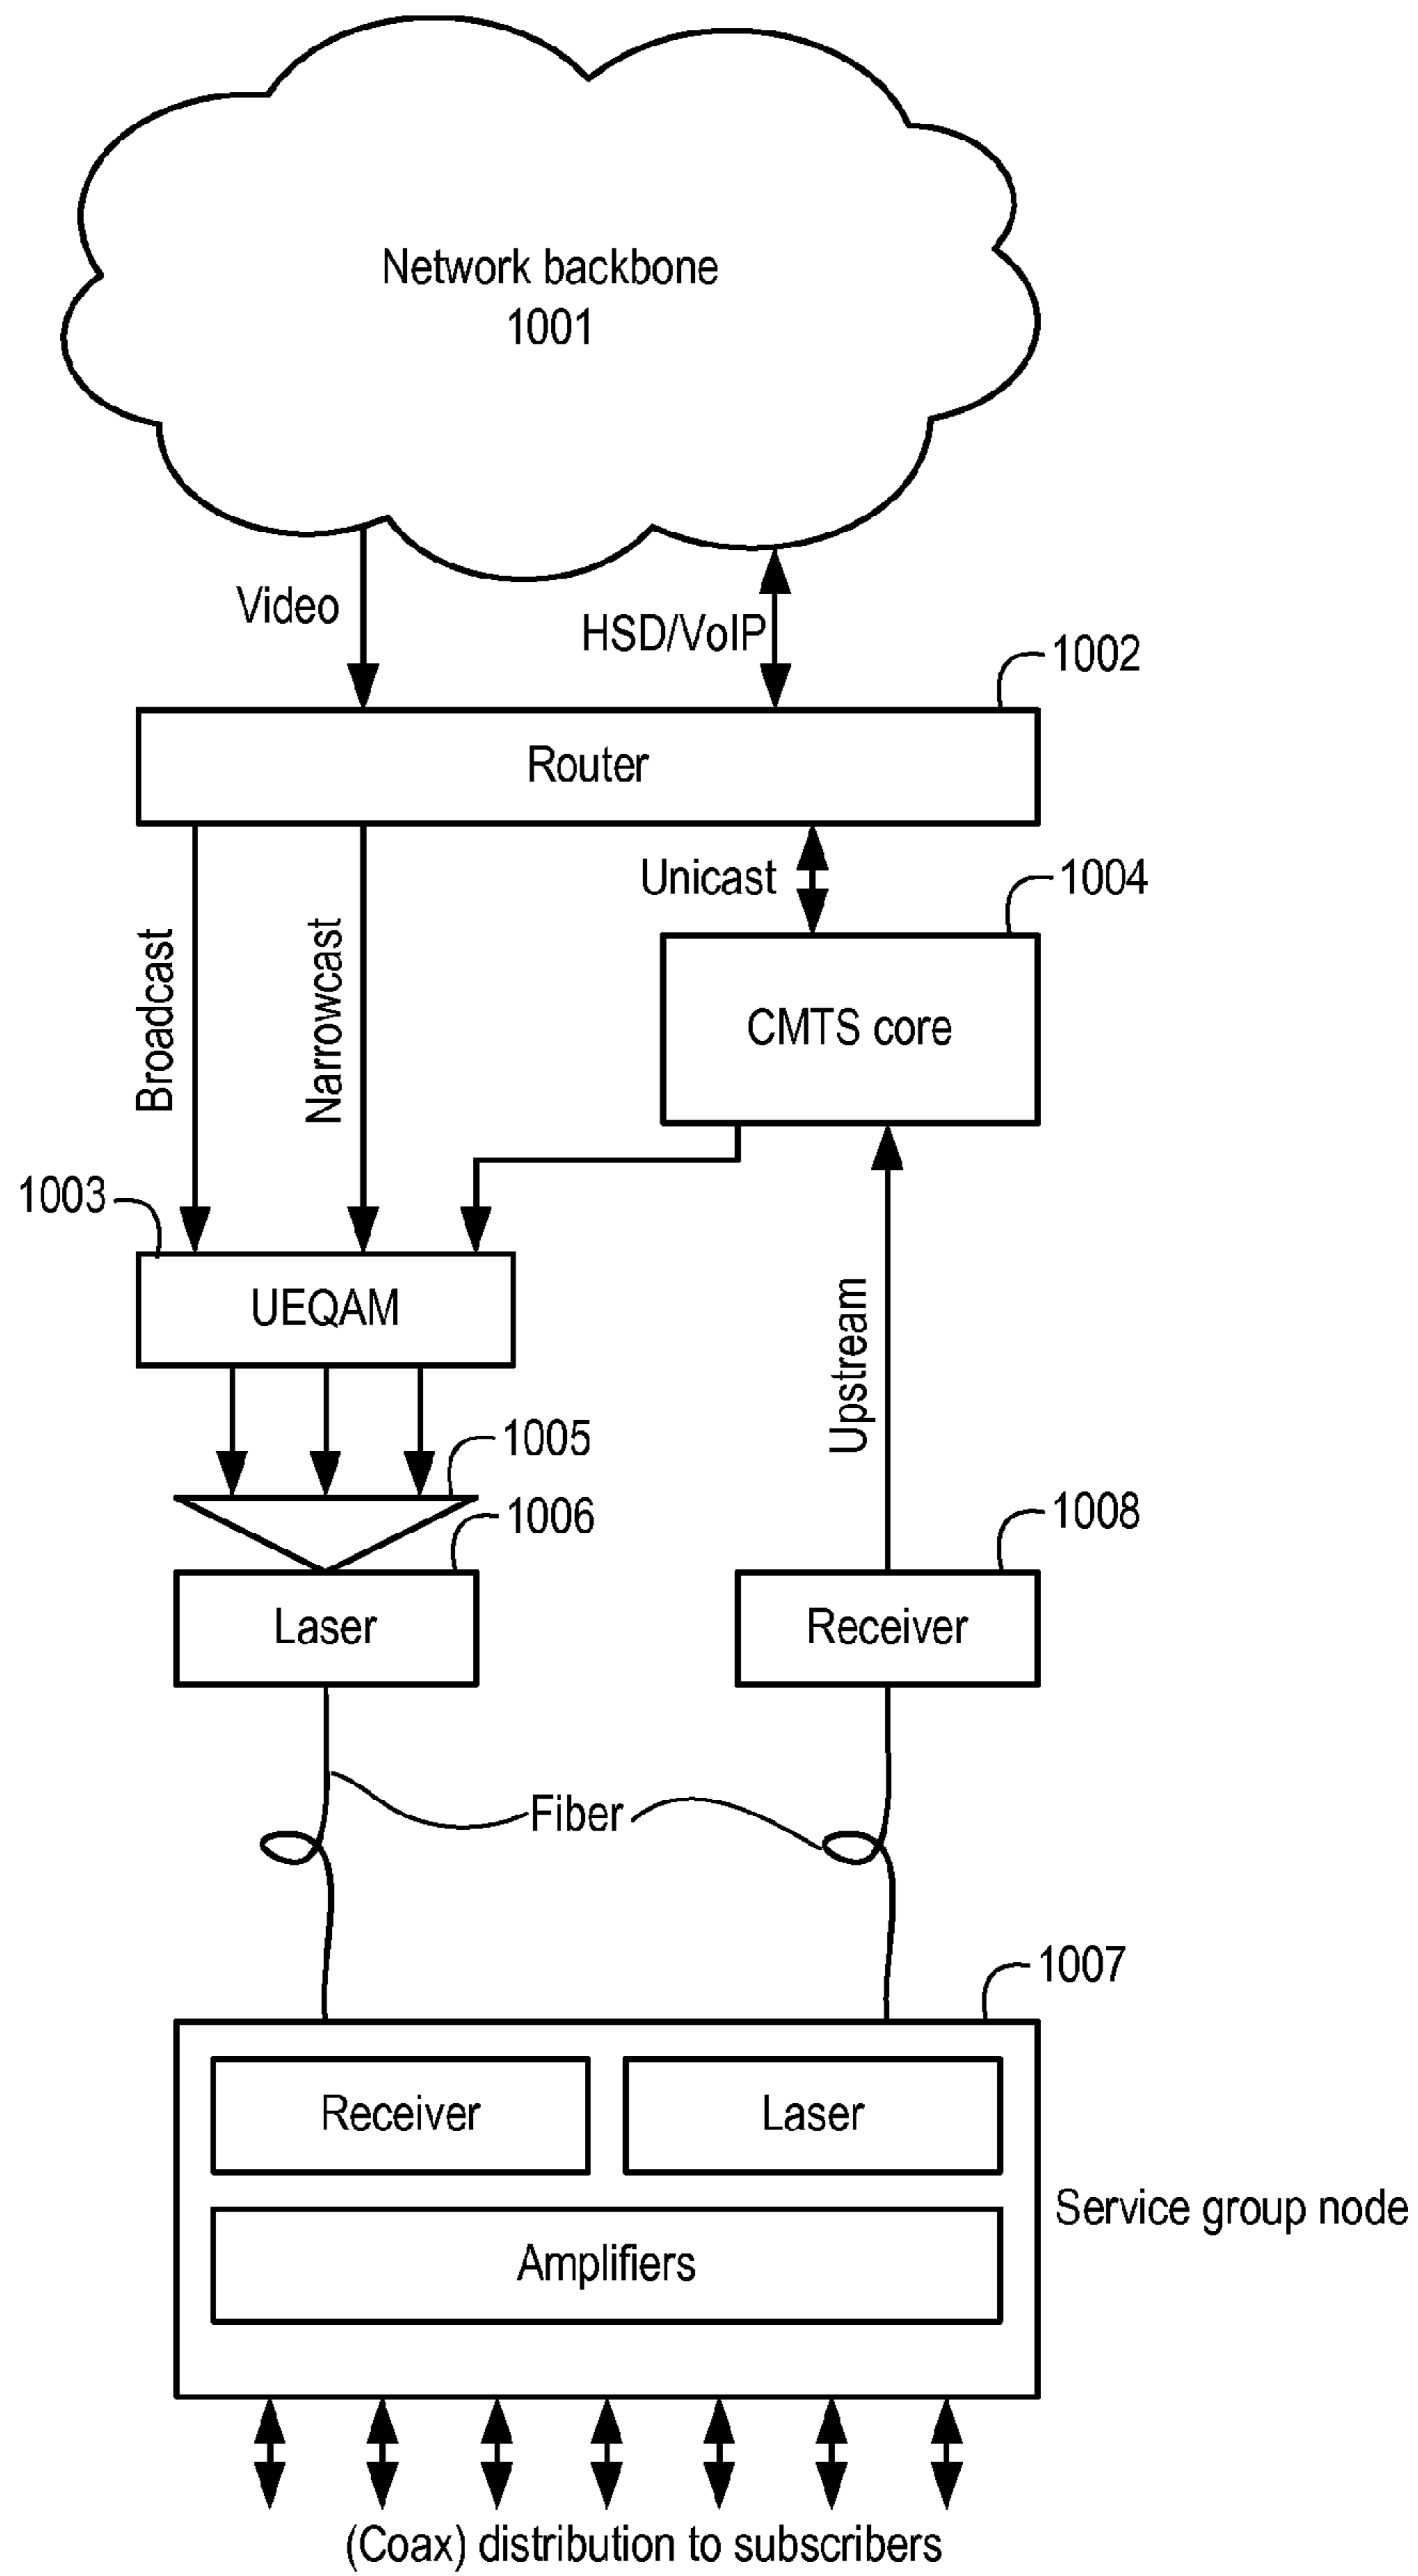 Network backbone
1001
Video
HSD/VoIP
1002
Router
Unicast
1004
Broadcast
Narrowcast
CMTS core
1003
UEQAM
Upstream
1005
1006
1008
Laser
Receiver
Fiber
1007
Receiver
Laser
Service group node
Amplifiers
(Coax) distribution to subscribers